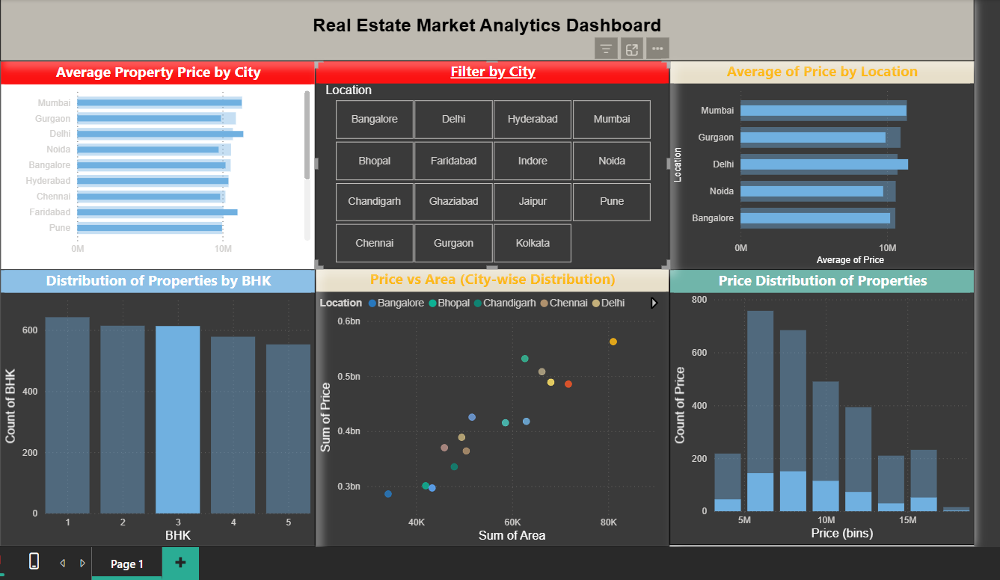 Real Estate Market Analytics Dashboard
Average Property Price by City
Mumbai
Gurgaon
Delhi
Noida
Bangalore
Hyderabad
Chennai
Faridabad
Pune
0M 10M
Filter by City
Location
Bangalore Delhi Hyderabad Mumbai
Bhopal Faridabad Indore Noida
Chandigarh Ghaziabad Jaipur Pune
Chennai Gurgaon Kolkata
Average of Price by Location
Location
Mumbai
Gurgaon
Delhi
Noida
Bangalore
0M 10M
Average of Price
Distribution of Properties by BHK
Count of BHK
600
400
200
0
1 2 3 4 5
BHK
Price vs Area (City-wise Distribution)
Location Bangalore Bhopal Chandigarh Chennai Delhi
Sum of Price
0.6bn
0.5bn
0.4bn
0.3bn
40K 60K 80K
Sum of Area
Price Distribution of Properties
Count of Price
800
600
400
200
0
5M 10M 15M
Price (bins)
Page 1